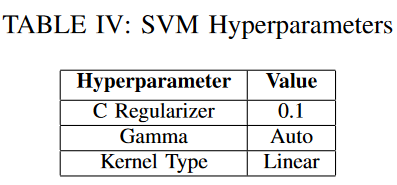 TABLE IV: SVM Hyperparameters
Hyperparameter Value
C Regularizer 0.1
Gamma Auto
Kernel Type Linear